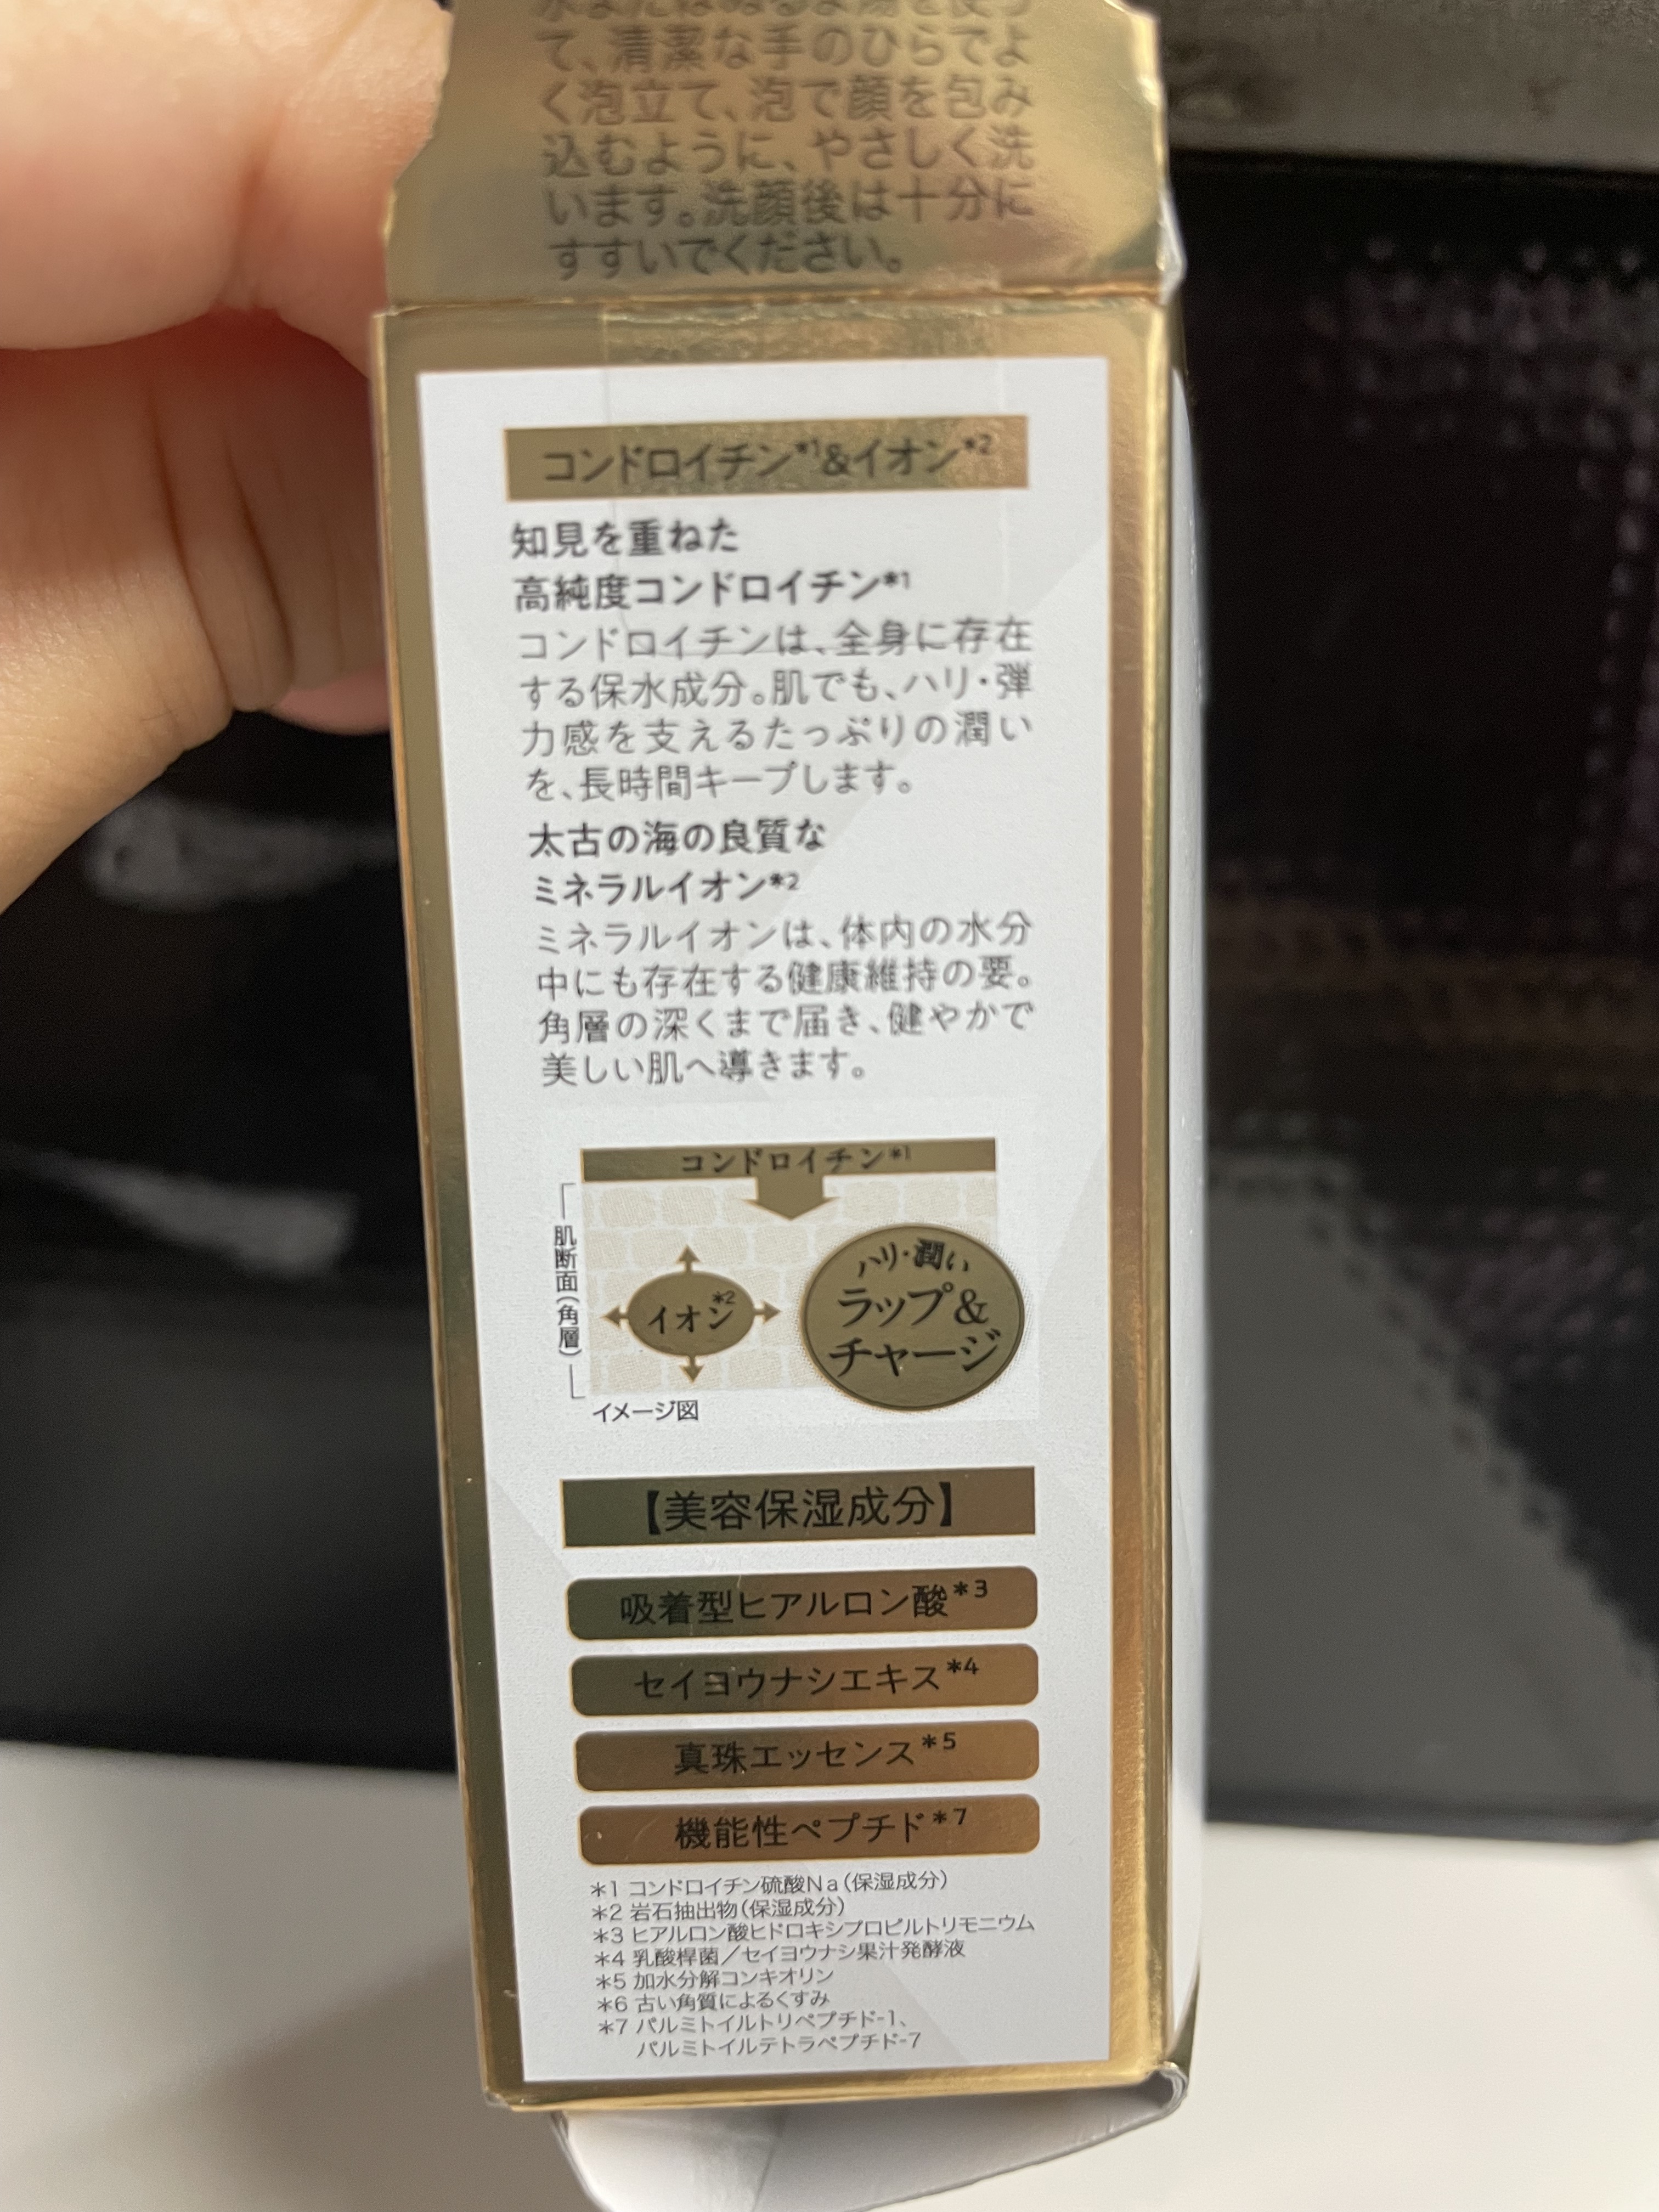 水またはぬるま湯を使っ
て、清潔な手のひらでよ
く泡立て、泡で顔を包み
込むように、やさしく洗
います。洗顔後は十分に
すすいでください。
コンドロイチン*1&イオン*2
知見を重ねた
高純度コンドロイチン*1
コンドロイチンは、全身に存在
する保水成分。肌でも、ハリ・弾
力感を支えるたっぷりの潤い
を、長時間キープします。
太古の海の良質な
ミネラルイオン*2
ミネラルイオンは、体内の水分
中にも存在する健康維持の要。
角層の深くまで届き、健やかで
美しい肌へ導きます。
コンドロイチン*1
肌断面(角層)
イオン*2
ハリ・潤い
ラップ&
チャージ
イメージ図
【美容保湿成分】
吸着型ヒアルロン酸*3
セイヨウナシエキス*4
真珠エッセンス*5
機能性ペプチド*7
*1 コンドロイチン硫酸Na(保湿成分)
*2 岩石抽出物(保湿成分)
*3 ヒアルロン酸ヒドロキシプロピルトリモニウム
*4 乳酸桿菌/セイヨウナシ果汁発酵液
*5 加水分解コンキオリン
*6 古い角質によるくすみ
*7 パルミトイルトリペプチド-1、
パルミトイルテトラペプチド-7